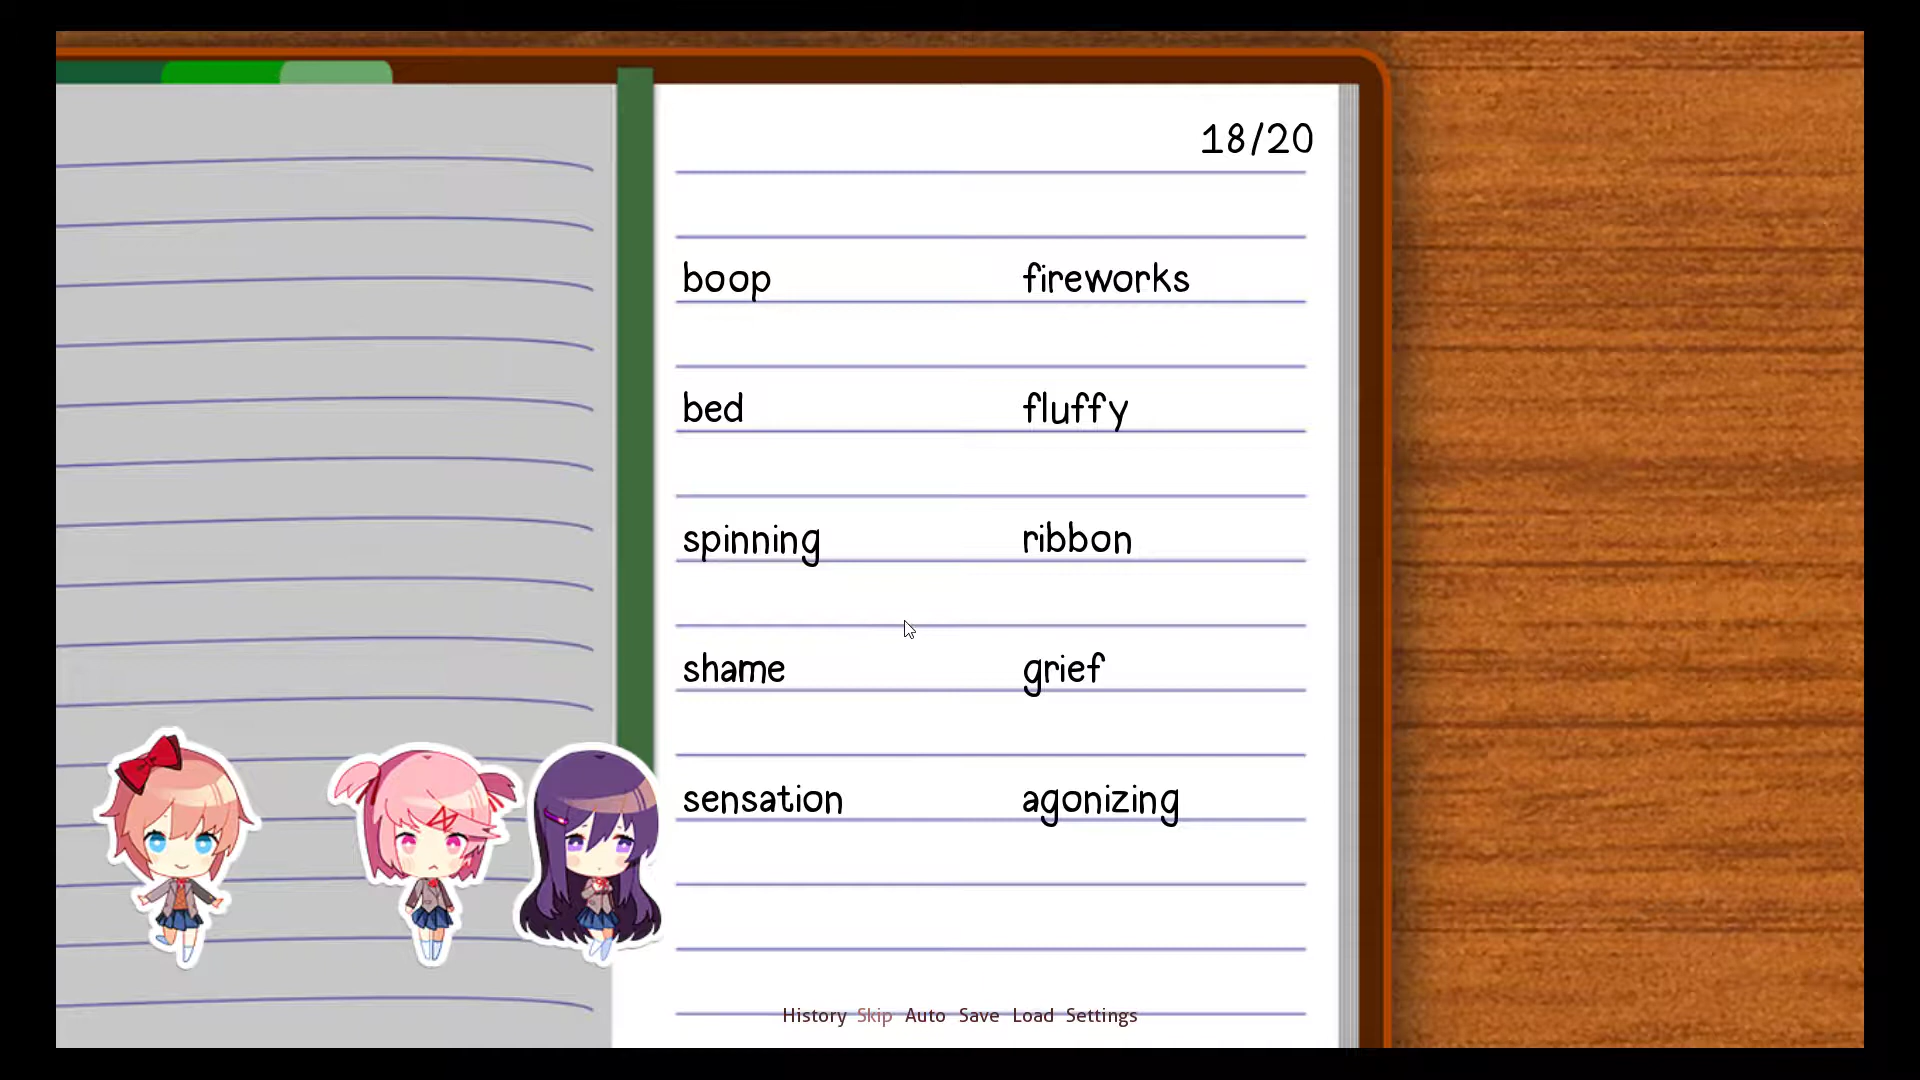 18/20
boop fireworks
bed fluffy
spinning ribbon
shame grief
sensation agonizing
History Skip Auto Save Load Settings